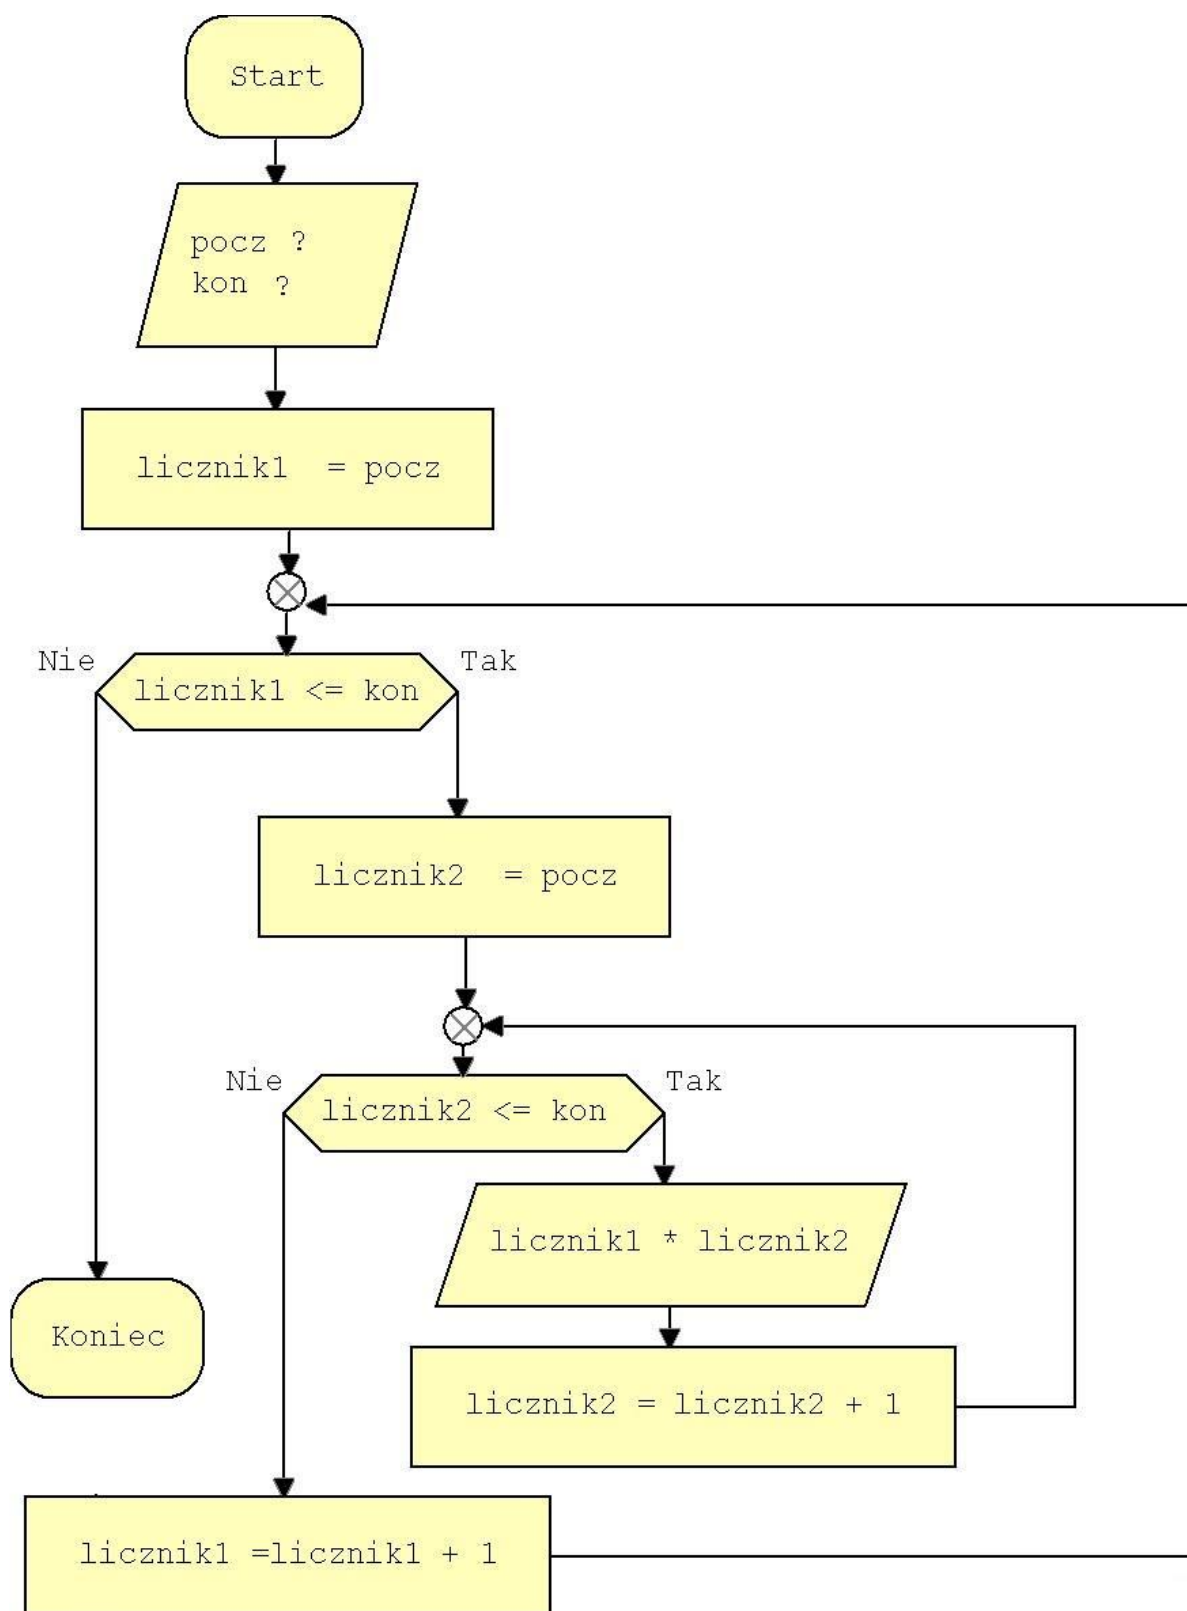 Start
pocz ?
kon ?
licznik1 = pocz
Nie
Tak
licznik1 <= kon
licznik2 = pocz
Nie
Tak
licznik2 <= kon
licznik1 * licznik2
Koniec
licznik2 = licznik2 + 1
licznik1 =licznik1 + 1